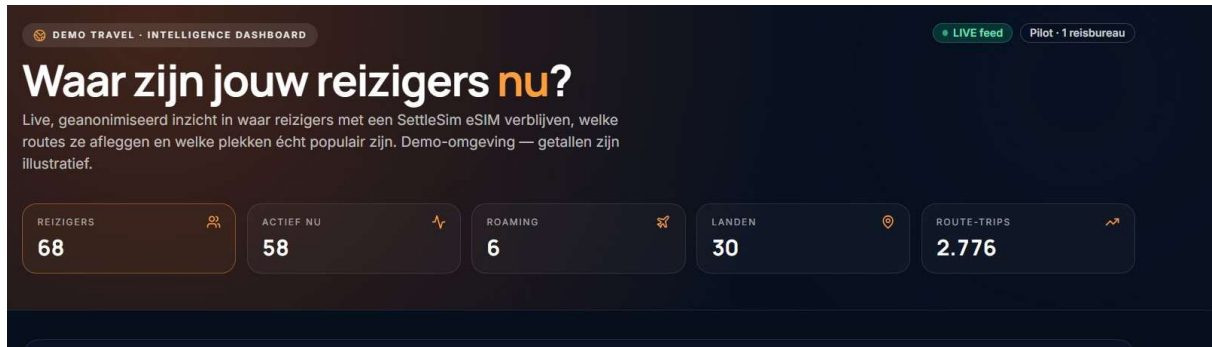 DEMO TRAVEL · INTELLIGENCE DASHBOARD
LIVE feed
Pilot · 1 reisbureau
Waar zijn jouw reizigers nu?
Live, geanonimiseerd inzicht in waar reizigers met een SettleSim eSIM verblijven, welke
routes ze afleggen en welke plekken écht populair zijn. Demo-omgeving — getallen zijn
illustratief.
REIZIGERS
68
ACTIEF NU
58
ROAMING
6
LANDEN
30
ROUTE-TRIPS
2.776